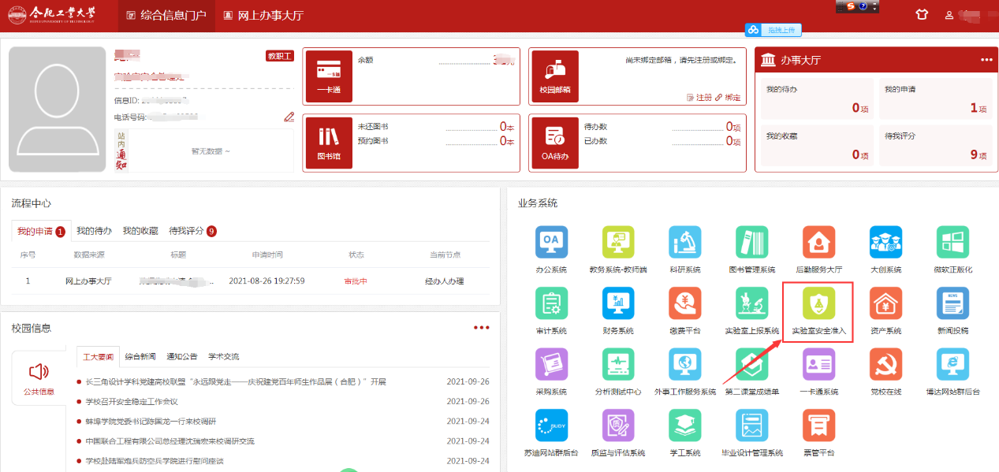 合肥工業大學
HEFEI UNIVERSITY OF TECHNOLOGY
综合信息门户
网上办事大厅
拖拽上传
教职工
信息ID:
电话号码:
站内通知
暂无数据 ~
一卡通
余额
元
校园邮箱
尚未绑定邮箱，请先注册或绑定。
注册 绑定
图书馆
未还图书 0本
预约图书 0本
OA待办
待办数 0项
已办数 0项
办事大厅
我的待办 0项
我的申请 1项
我的收藏 0项
待我评分 9项
流程中心
我的申请 1 我的待办 我的收藏 待我评分 9
序号 数据来源 标题 申请时间 状态 当前节点
1 网上办事大厅 .. 2021-08-26 19:27:59 审批中 经办人办理
校园信息
公共信息
工大要闻 综合新闻 通知公告 学术交流
长三角设计学科党建高校联盟“永远跟党走——庆祝建党百年师生作品展（合肥）”开展 2021-09-26
学校召开安全稳定工作会议 2021-09-26
蚌埠学院党委书记陈国龙一行来校调研 2021-09-24
中国联合工程有限公司总经理沈湍宏来校调研交流 2021-09-24
学校赴陆军炮兵防空兵学院进行慰问座谈 2021-09-24
业务系统
OA
办公系统 教务系统-教师端 科研系统 图书管理系统 后勤服务大厅 大创系统 微软正版化
NEWS
审计系统 财务系统 缴费平台 实验室上报系统 实验室安全准入 资产系统 新闻投稿
采购系统 分析测试中心 外事工作服务系统 第二课堂成绩单 一卡通系统 党校在线 博达网站群后台
SUDY
质
苏迪网站群后台 质监与评估系统 学工系统 毕业设计管理系统 票管平台